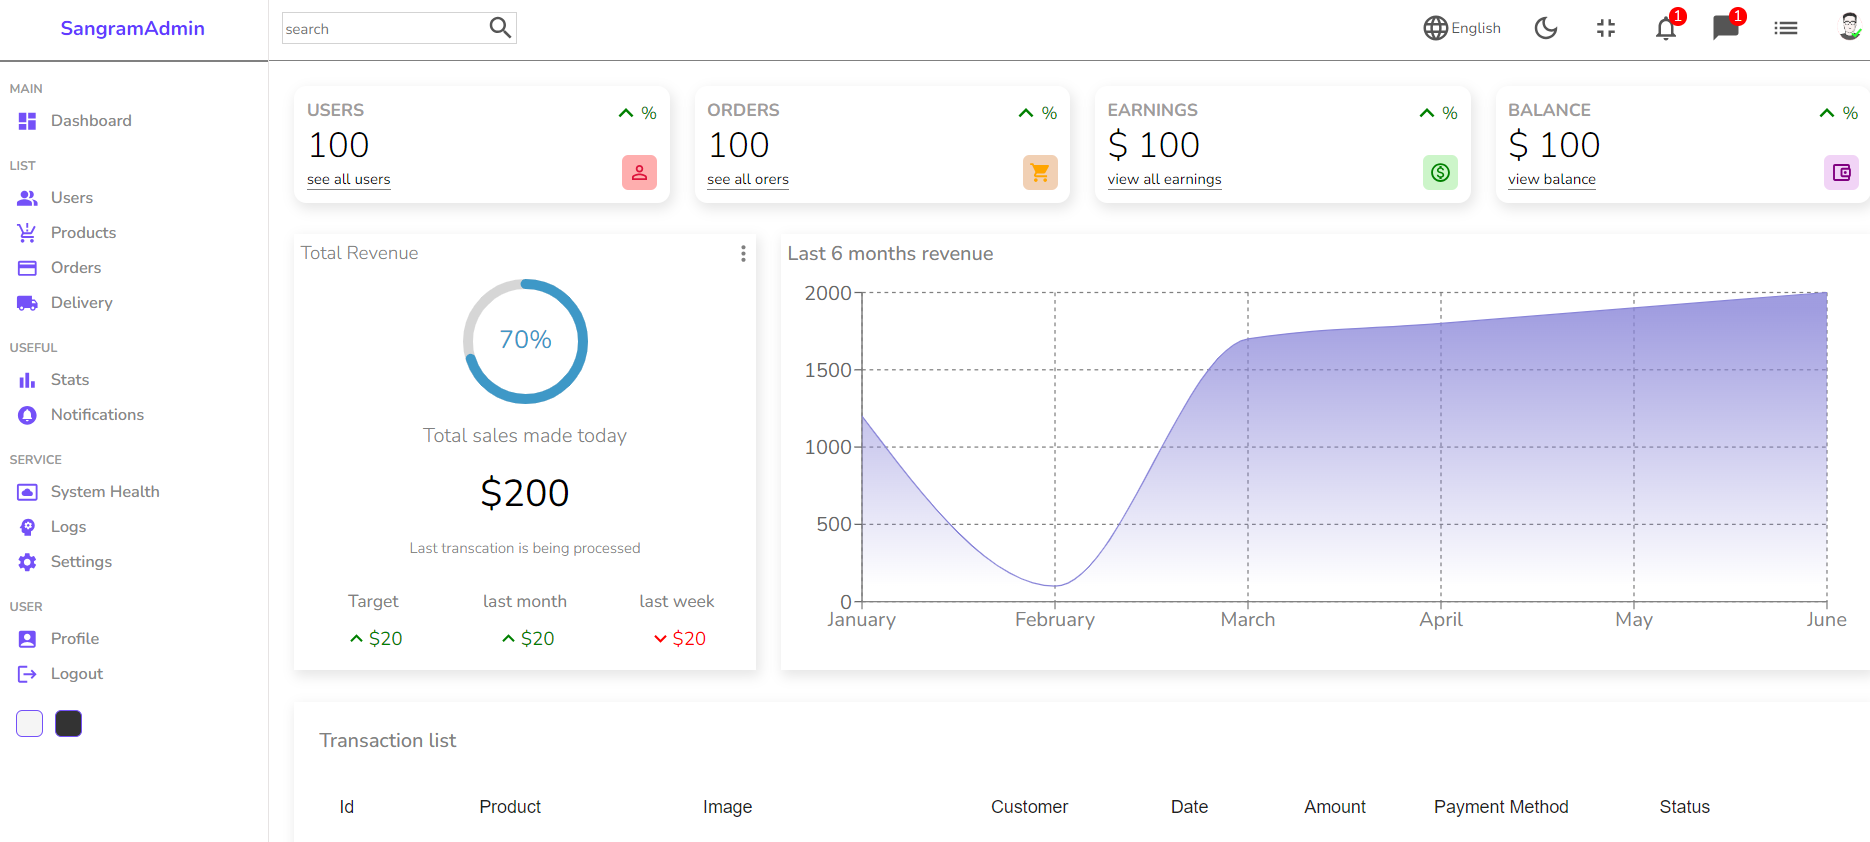 SangramAdmin
search
English
1
1
MAIN
Dashboard
LIST
Users
Products
Orders
Delivery
USEFUL
Stats
Notifications
SERVICE
System Health
Logs
Settings
USER
Profile
Logout
USERS
%
100
see all users
ORDERS
%
100
see all orers
EARNINGS
%
$ 100
view all earnings
BALANCE
%
$ 100
view balance
Total Revenue
70%
Total sales made today
$200
Last transcation is being processed
Target last month last week
$20 $20 $20
Last 6 months revenue
2000
1500
1000
500
0
January February March April May June
Transaction list
Id Product Image Customer Date Amount Payment Method Status